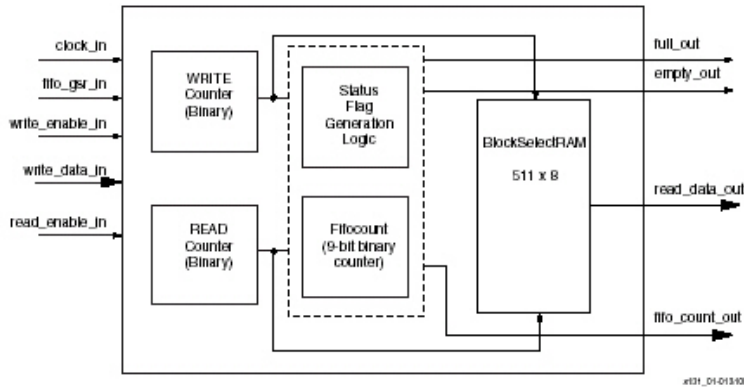 clock_in
fifo_gsr_in
write_enable_in
write_data_in
read_enable_in
WRITE
Counter
(Binary)
READ
Counter
(Binary)
Status
Flag
Generation
Logic
Fifocount
(9-bit binary
counter)
BlockSelectRAM
511 x 8
full_out
empty_out
read_data_out
fifo_count_out